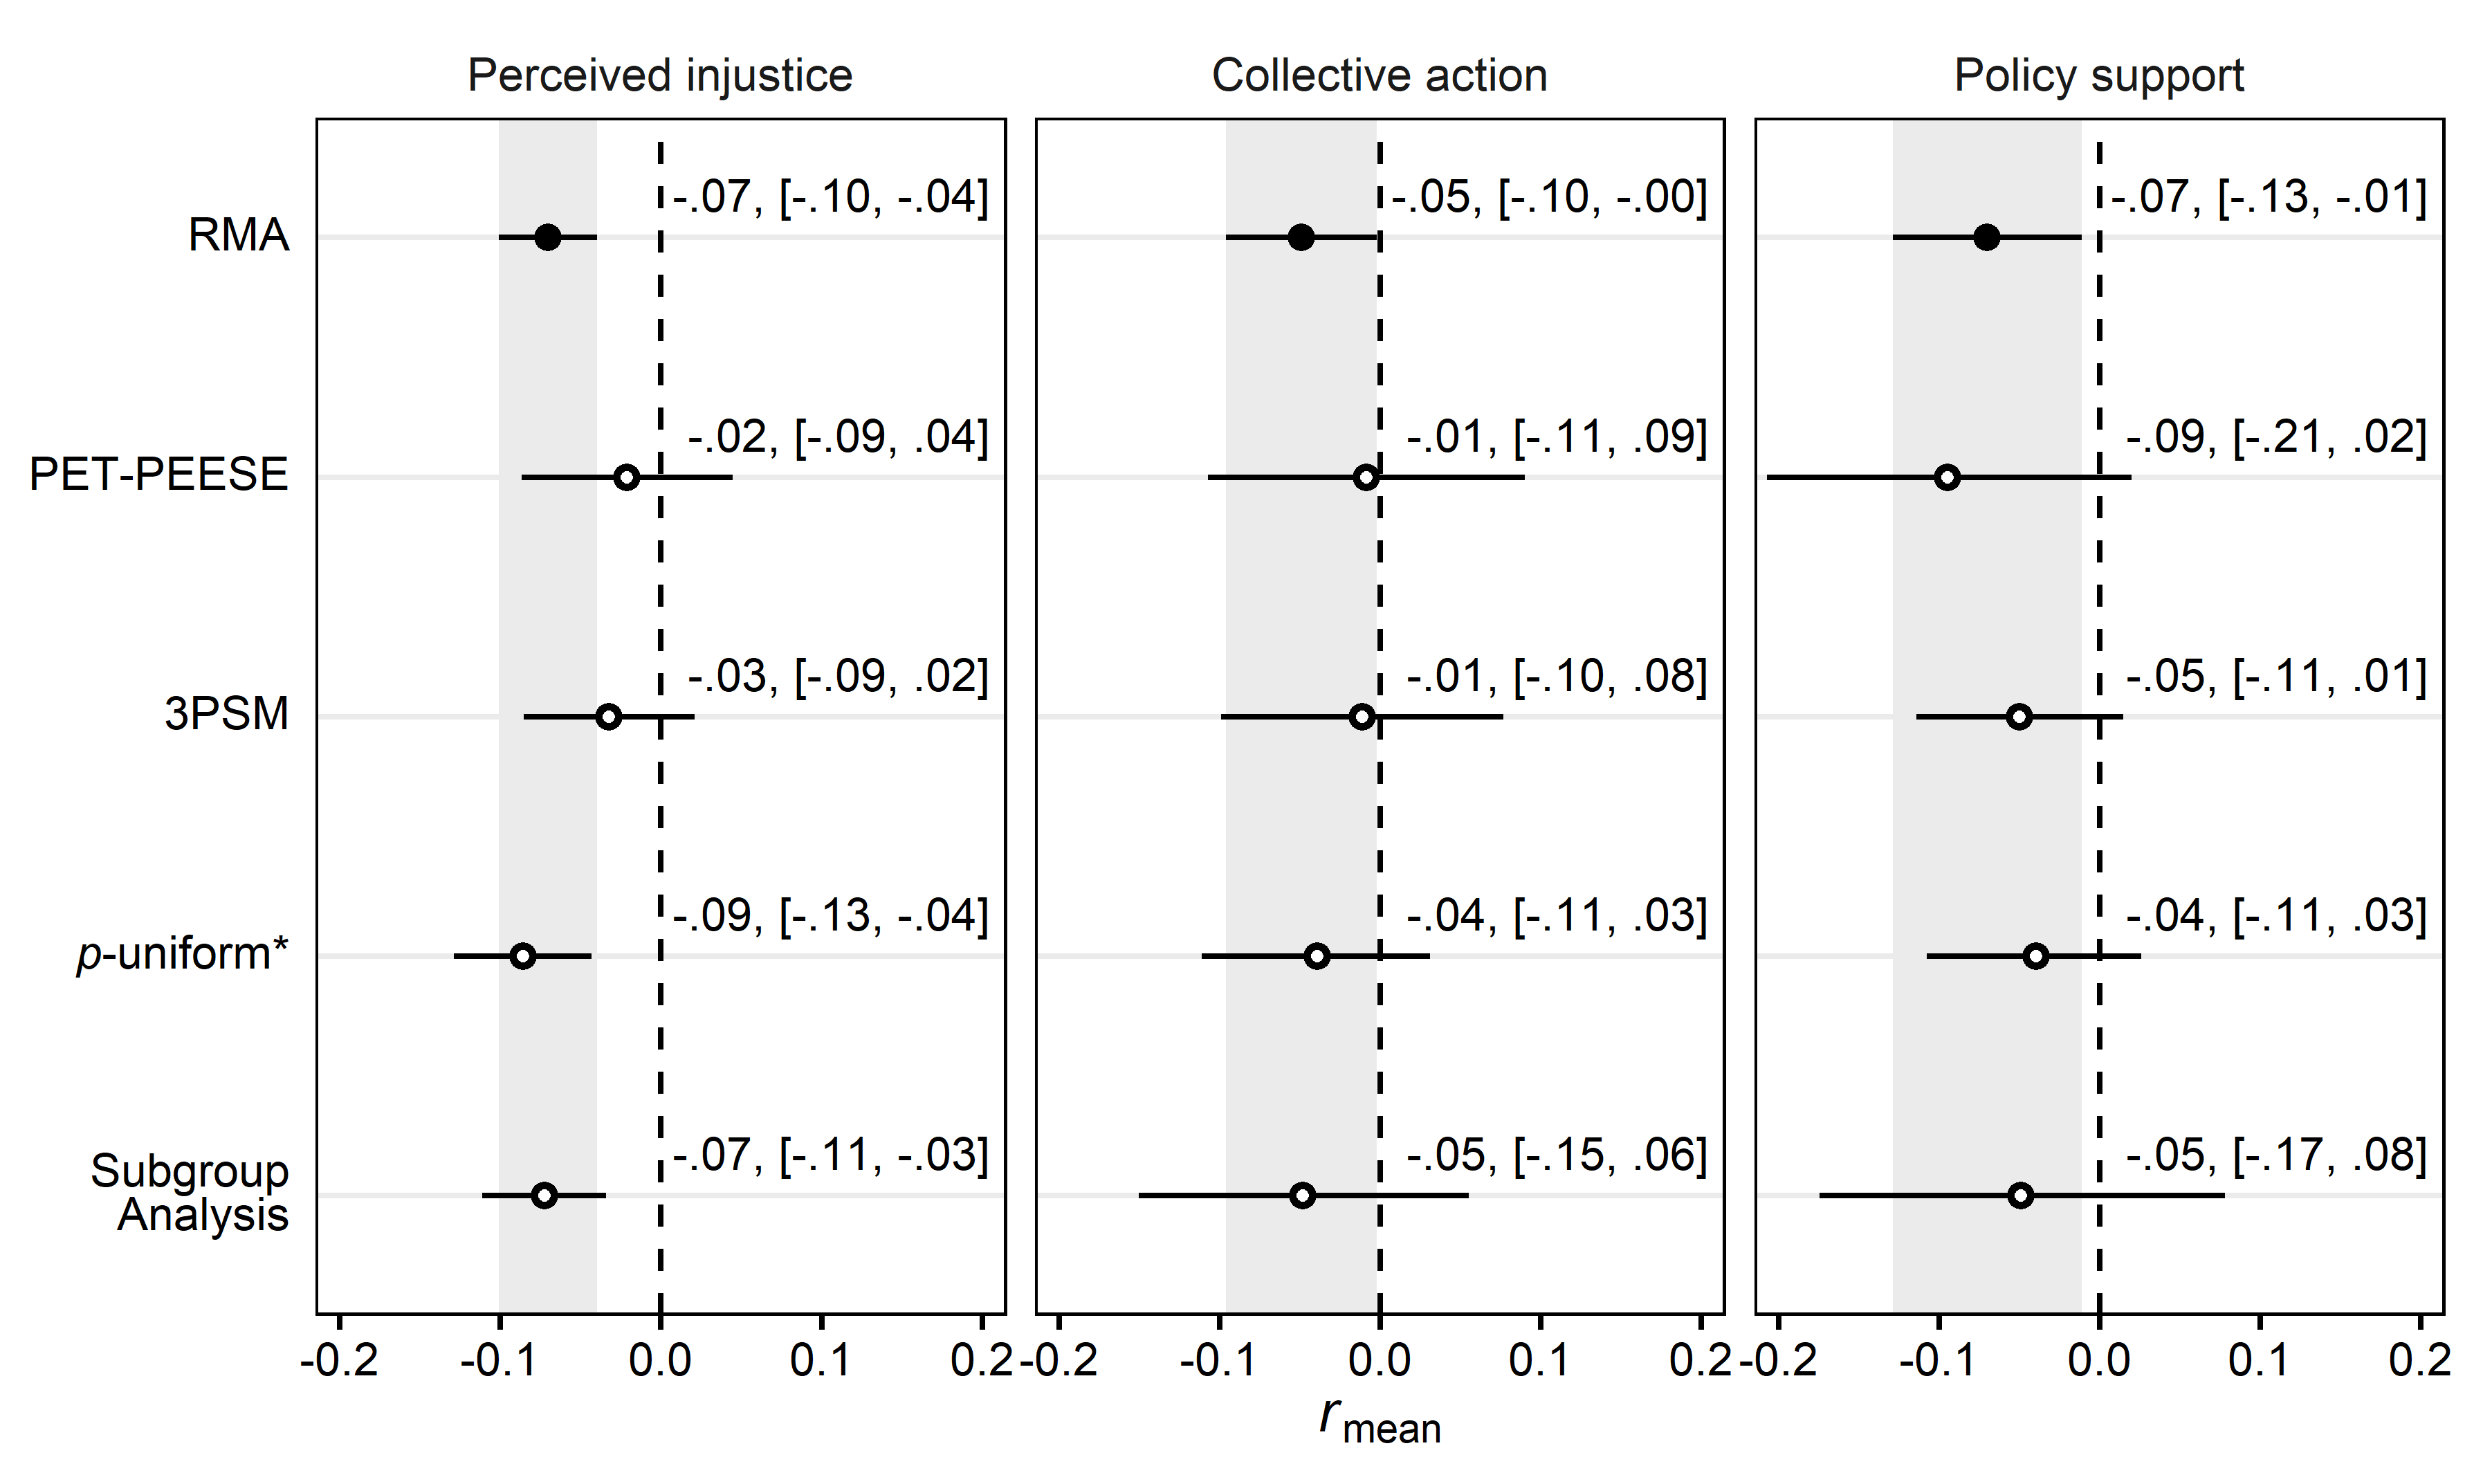 Perceived injustice
Collective action
Policy support
RMA
-.07, [-.10, -.04]
-.05, [-.10, -.00]
-.07, [-.13, -.01]
PET-PEESE
-.02, [-.09, .04]
-.01, [-.11, .09]
-.09, [-.21, .02]
3PSM
-.03, [-.09, .02]
-.01, [-.10, .08]
-.05, [-.11, .01]
p-uniform*
-.09, [-.13, -.04]
-.04, [-.11, .03]
-.04, [-.11, .03]
Subgroup
Analysis
-.07, [-.11, -.03]
-.05, [-.15, .06]
-.05, [-.17, .08]
-0.2 -0.1 0.0 0.1 0.2
-0.2 -0.1 0.0 0.1 0.2
-0.2 -0.1 0.0 0.1 0.2
r mean